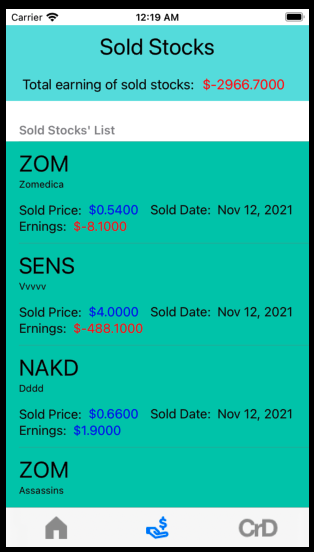 Carrier 12:19 AM
Sold Stocks
Total earning of sold stocks: $-2966.7000
Sold Stocks' List
ZOM
Zomedica
Sold Price: $0.5400 Sold Date: Nov 12, 2021
Ernings: $-8.1000
SENS
Vvvvv
Sold Price: $4.0000 Sold Date: Nov 12, 2021
Ernings: $-488.1000
NAKD
Dddd
Sold Price: $0.6600 Sold Date: Nov 12, 2021
Ernings: $1.9000
ZOM
Assassins
CrD